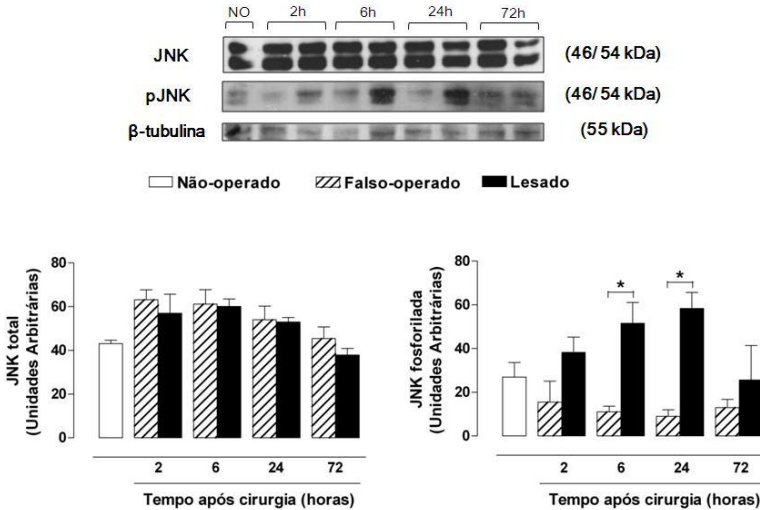 NO 2h 6h 24h 72h
JNK (46/54 kDa)
pJNK (46/54 kDa)
β-tubulina (55 kDa)
Não-operado Falso-operado Lesado
JNK total
(Unidades Arbitrárias)
80
60
40
20
0
2 6 24 72
Tempo após cirurgia (horas)
JNK fosforilada
(Unidades Arbitrárias)
80
60
40
20
0
* *
2 6 24 72
Tempo após cirurgia (horas)